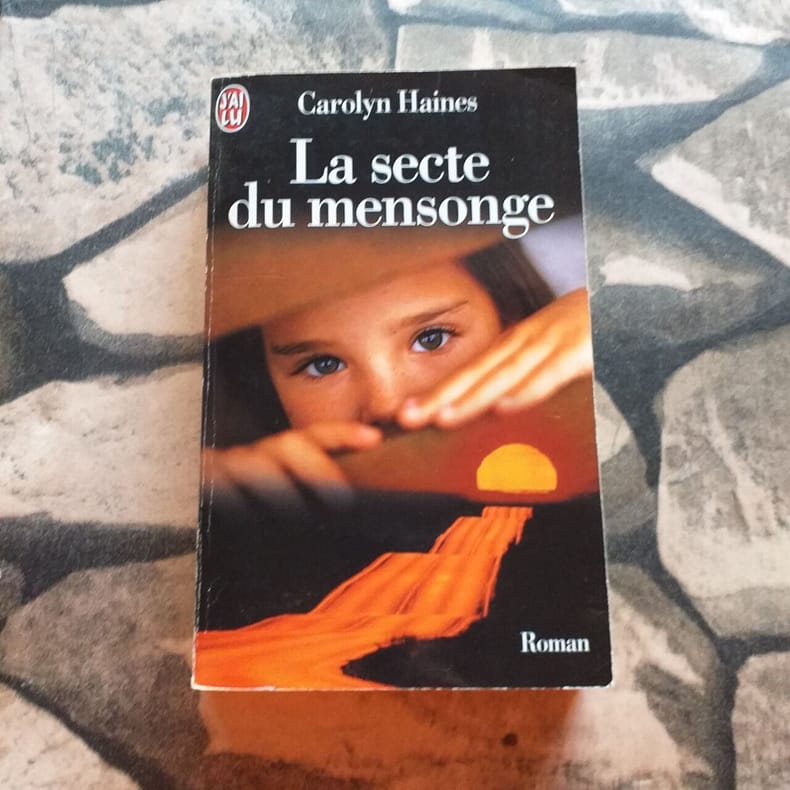 J'AI
LU
Carolyn Haines
La secte
du mensonge
Roman